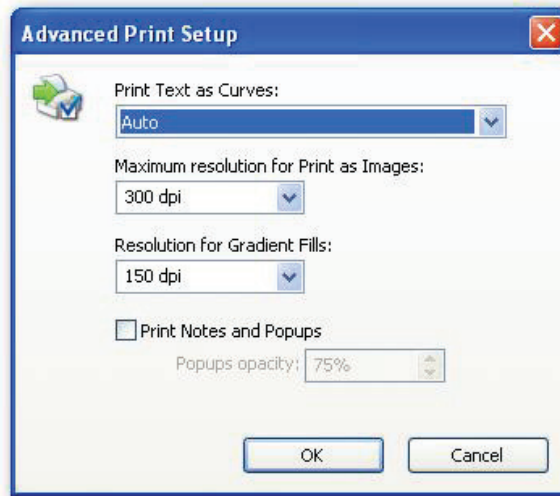 Advanced Print Setup
Print Text as Curves:
Auto
Maximum resolution for Print as Images:
300 dpi
Resolution for Gradient Fills:
150 dpi
Print Notes and Popups
Popups opacity: 75%
OK Cancel